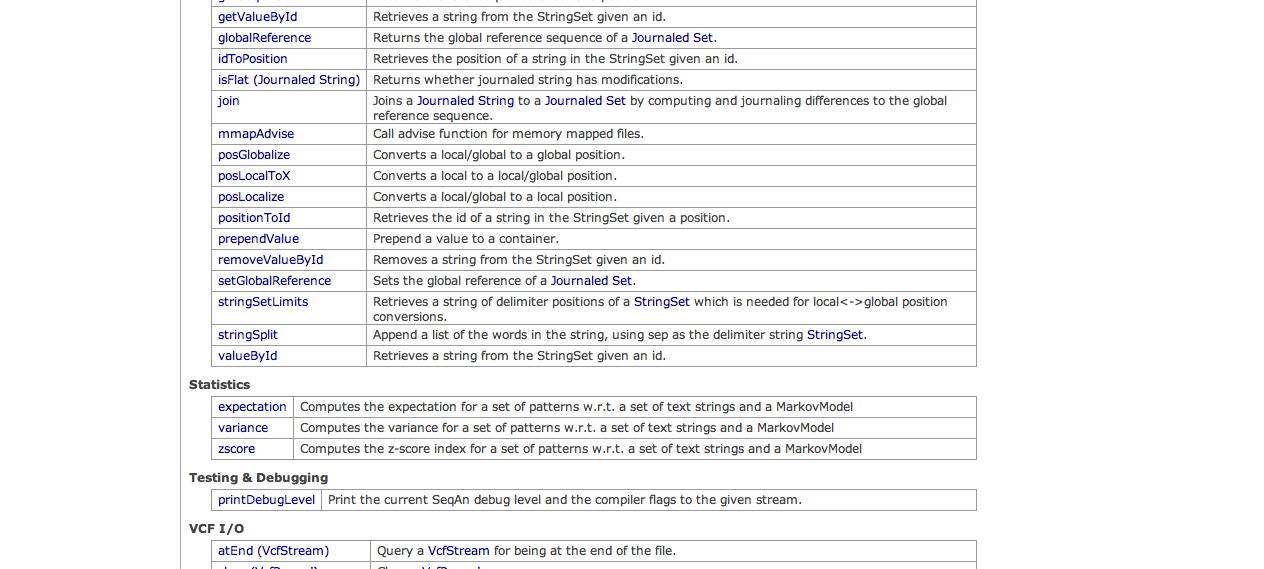 getValueById Retrieves a string from the StringSet given an id.
globalReference Returns the global reference sequence of a Journaled Set.
idToPosition Retrieves the position of a string in the StringSet given an id.
isFlat (Journaled String) Returns whether journaled string has modifications.
join Joins a Journaled String to a Journaled Set by computing and journaling differences to the global
reference sequence.
mmapAdvise Call advise function for memory mapped files.
posGlobalize Converts a local/global to a global position.
posLocalToX Converts a local to a local/global position.
posLocalize Converts a local/global to a local position.
positionToId Retrieves the id of a string in the StringSet given a position.
prependValue Prepend a value to a container.
removeValueById Removes a string from the StringSet given an id.
setGlobalReference Sets the global reference of a Journaled Set.
stringSetLimits Retrieves a string of delimiter positions of a StringSet which is needed for local<->global position
conversions.
stringSplit Append a list of the words in the string, using sep as the delimiter string StringSet.
valueById Retrieves a string from the StringSet given an id.
Statistics
expectation Computes the expectation for a set of patterns w.r.t. a set of text strings and a MarkovModel
variance Computes the variance for a set of patterns w.r.t. a set of text strings and a MarkovModel
zscore Computes the z-score index for a set of patterns w.r.t. a set of text strings and a MarkovModel
Testing & Debugging
printDebugLevel Print the current SeqAn debug level and the compiler flags to the given stream.
VCF I/O
atEnd (VcfStream) Query a VcfStream for being at the end of the file.